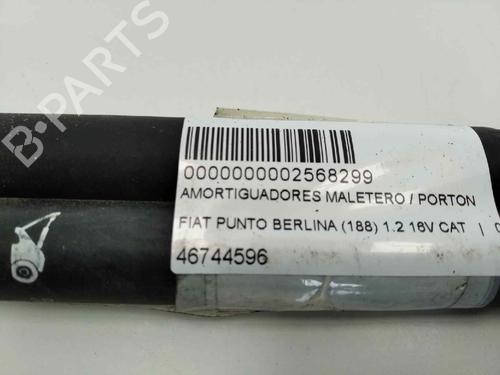 B-PARTS
0000000002568299
AMORTIGUADORES MALETERO / PORTON
FIAT PUNTO BERLINA (188) 1.2 16V CAT |
46744596